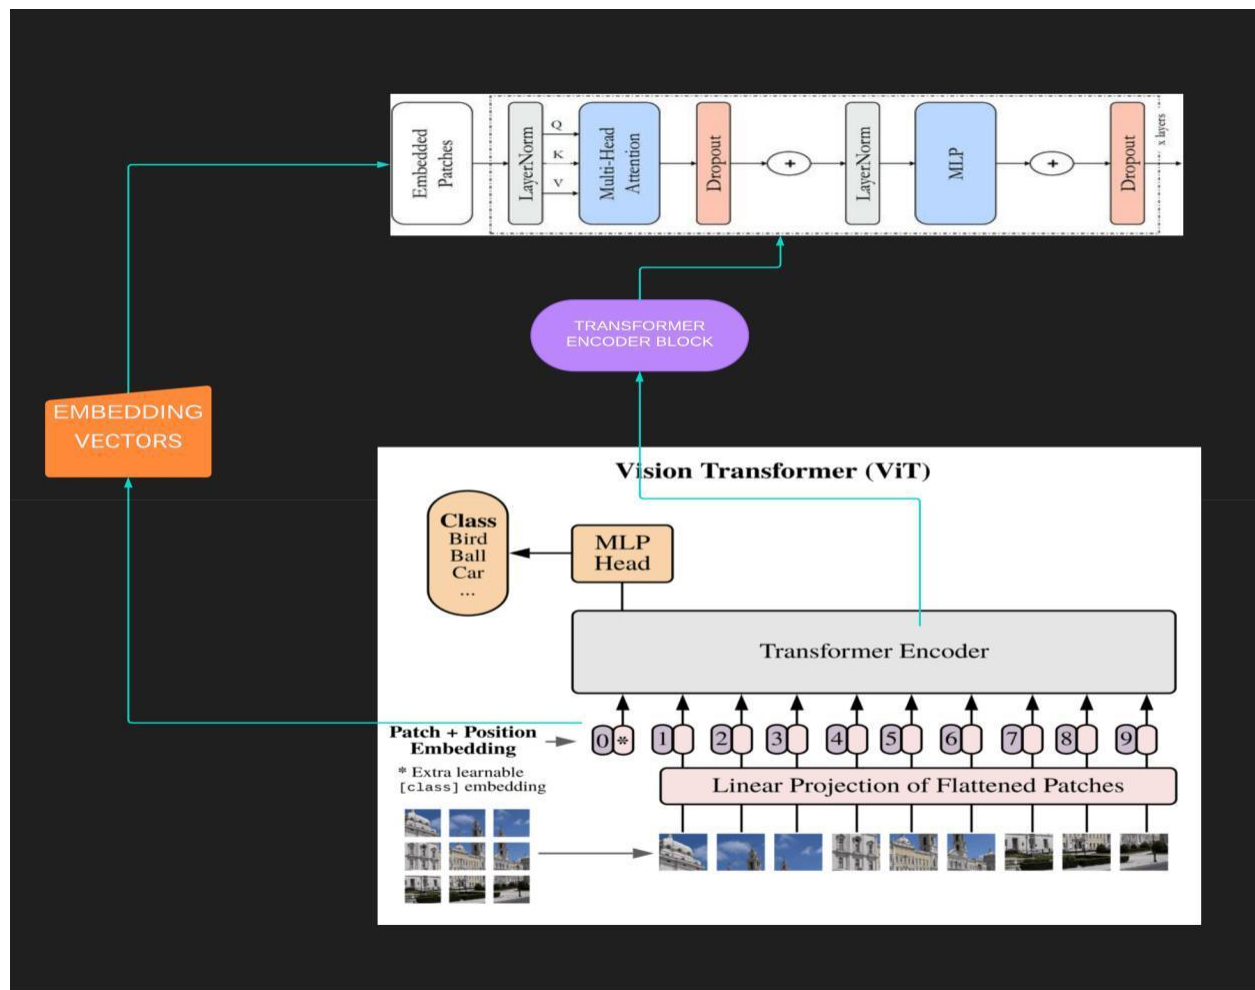 Embedded
Patches
LayerNorm
Q
K
V
Multi-Head
Attention
Dropout
+
LayerNorm
MLP
+
Dropout
x layers
TRANSFORMER
ENCODER BLOCK
EMBEDDING
VECTORS
Vision Transformer (ViT)
Class
Bird
Ball
Car
...
MLP
Head
Transformer Encoder
Patch + Position
Embedding
* Extra learnable
[class] embedding
0 * 1 2 3 4 5 6 7 8 9
Linear Projection of Flattened Patches